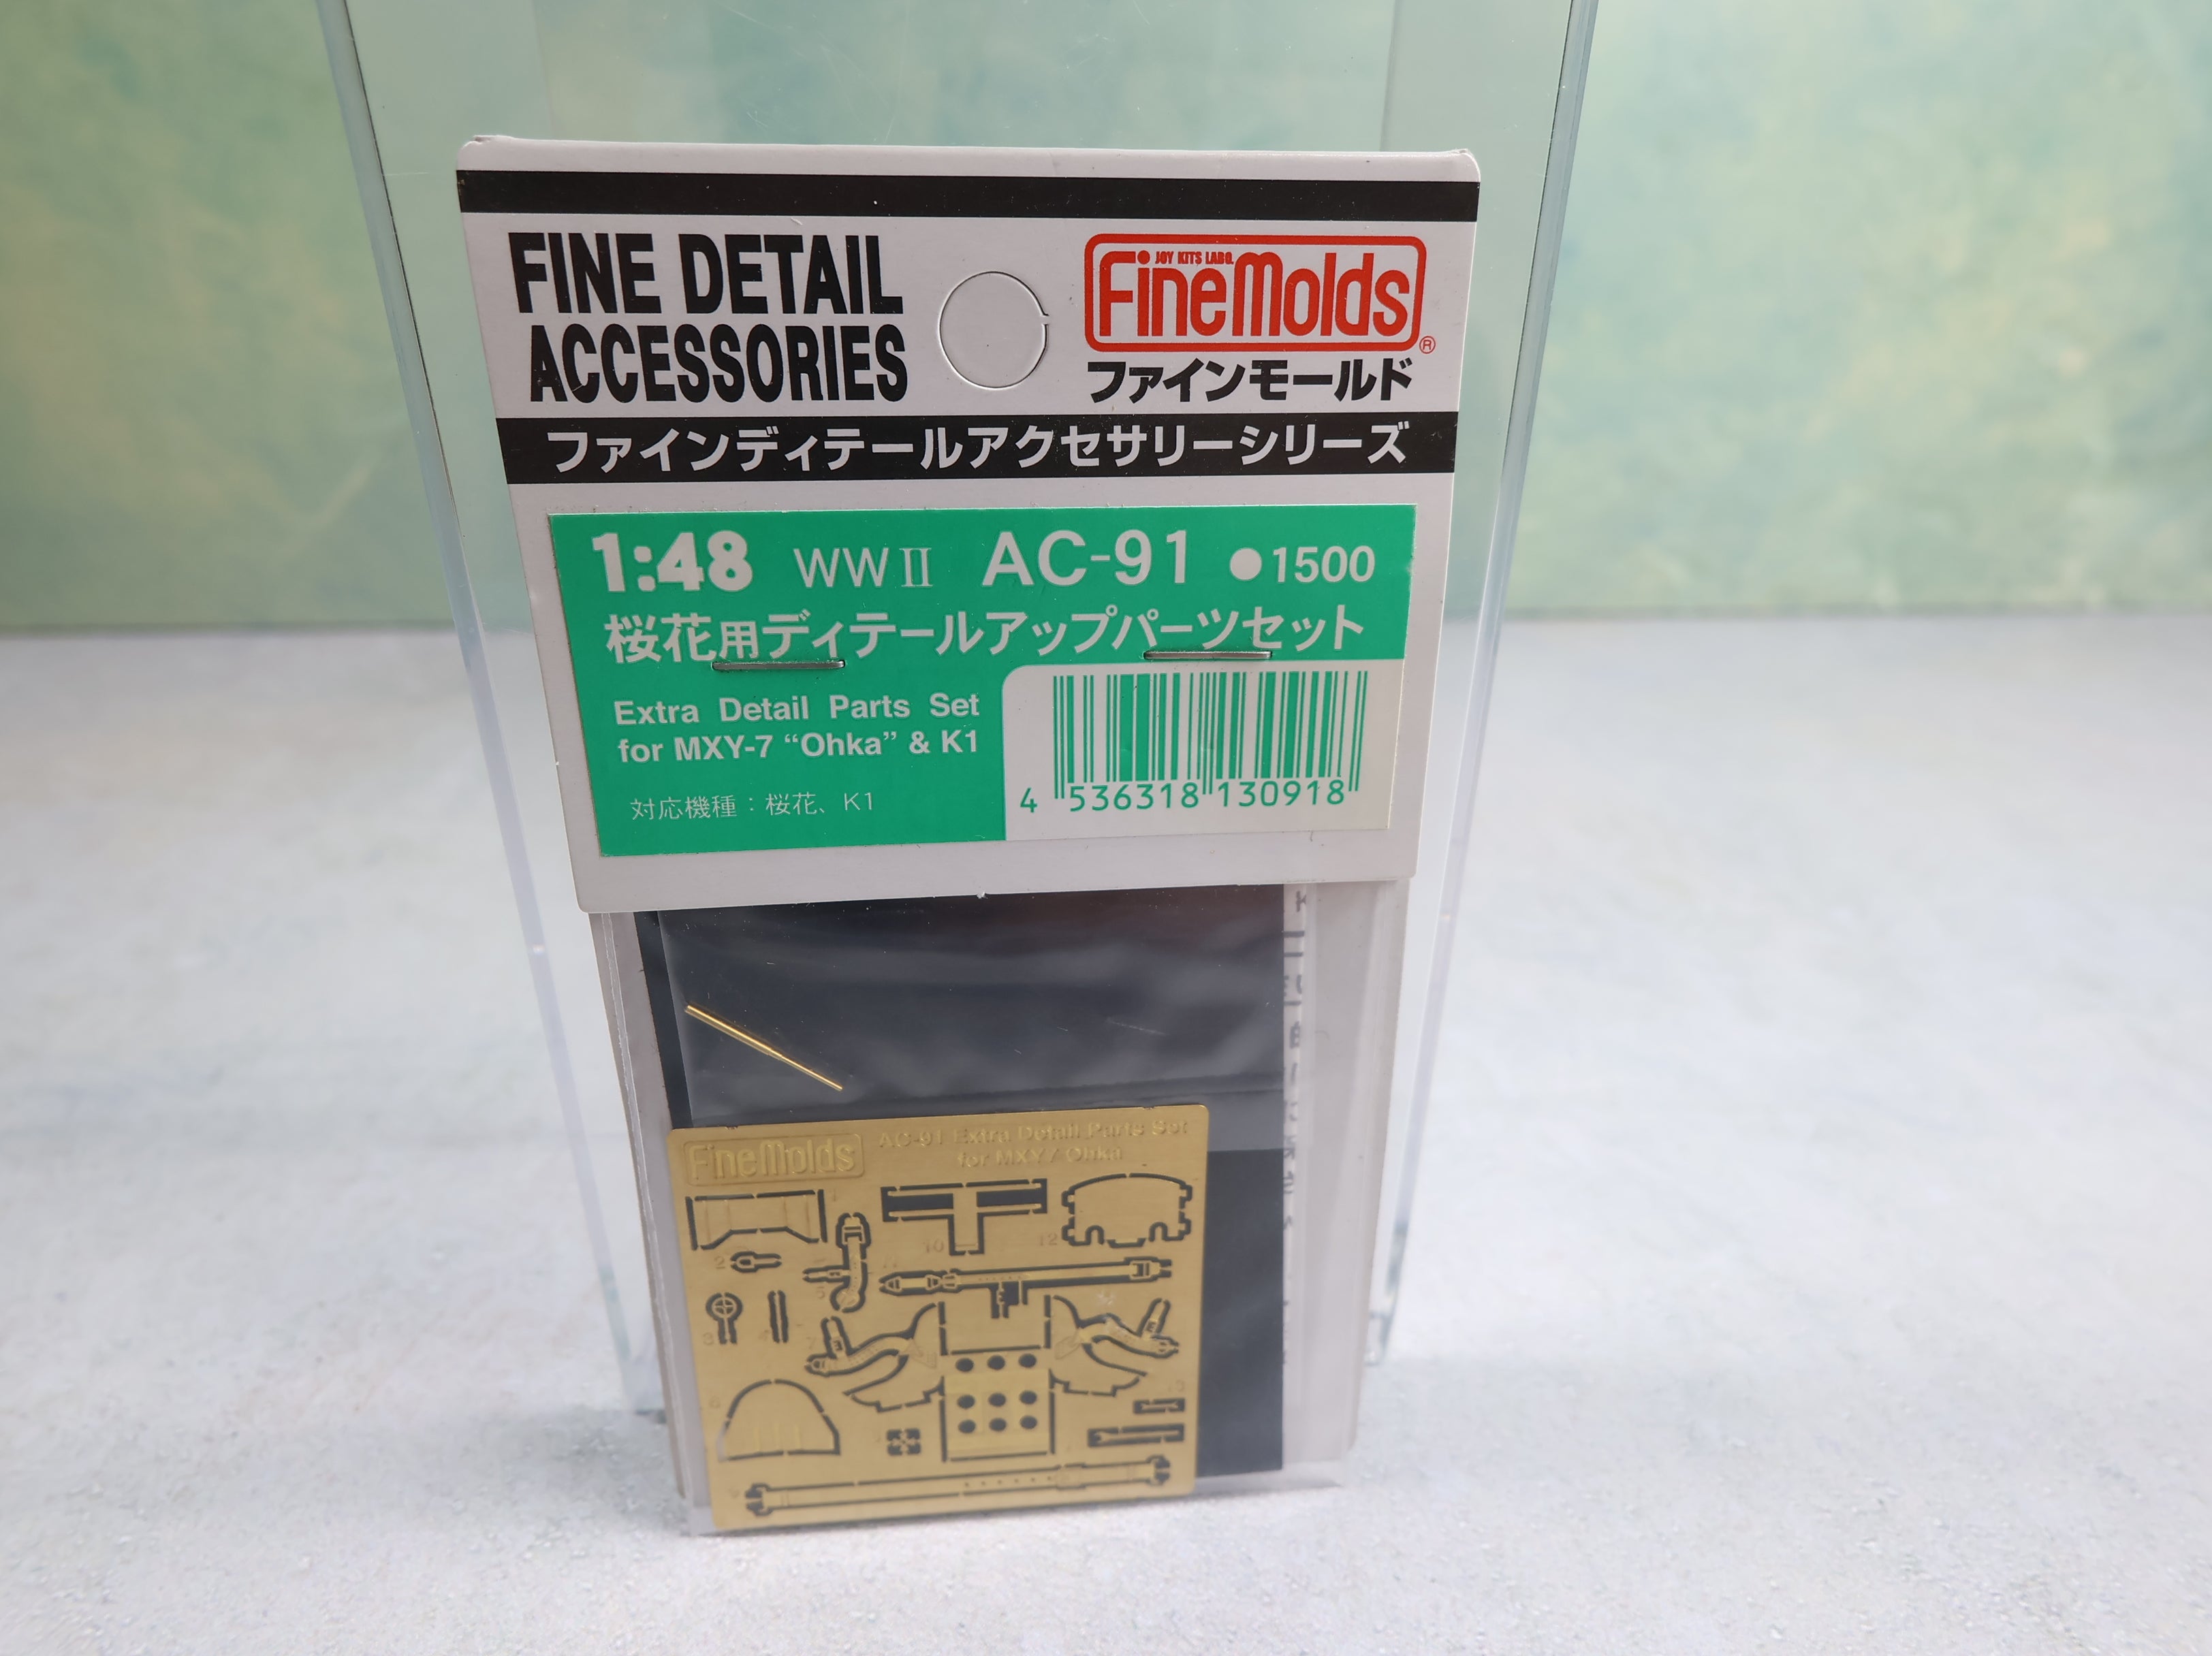 FINE DETAIL
ACCESSORIES
JOY KITS LABO.
FineMolds®
ファインモールド
ファインディテールアクセサリーシリーズ
1:48 WWⅡ AC-91 ●1500
桜花用ディテールアップパーツセット
Extra Detail Parts Set
for MXY-7 “Ohka” & K1
対応機種：桜花、K1
4 536318 130918
FineMolds
AC-91 Extra Detail Parts Set
for MXY7 Ohka
2
10
12
3